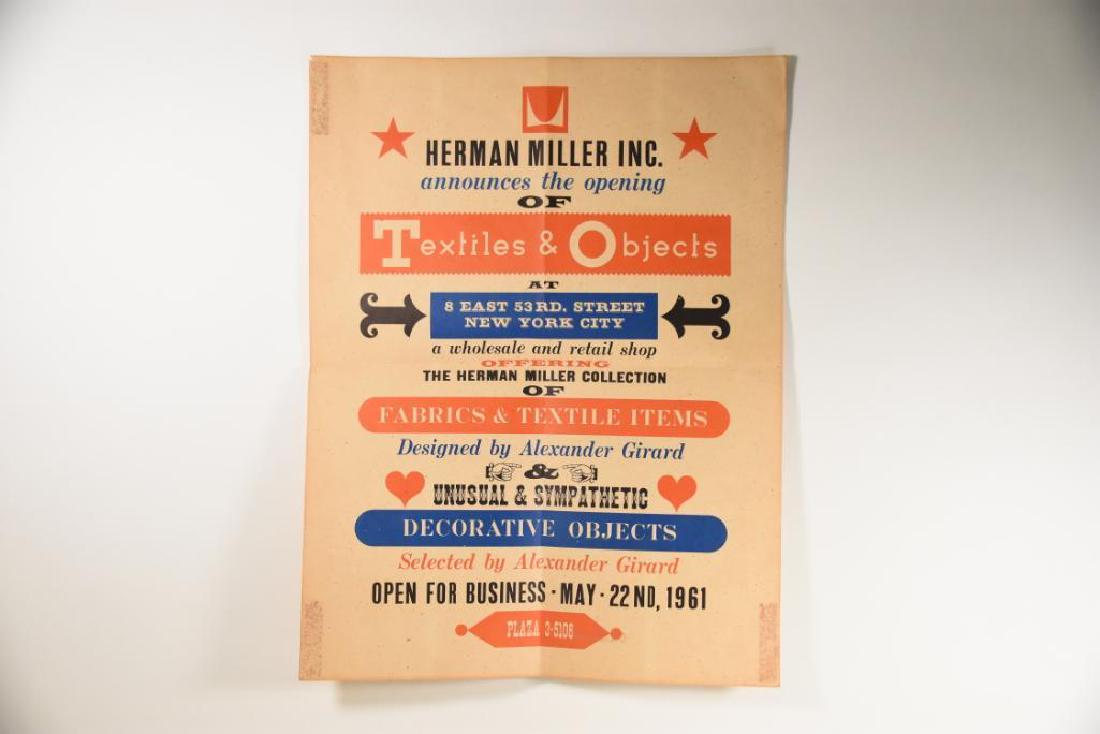 HERMAN MILLER INC.
announces the opening
OF
Textiles & Objects
AT
8 EAST 53RD. STREET
NEW YORK CITY
a wholesale and retail shop
OFFERING
THE HERMAN MILLER COLLECTION
OF
FABRICS & TEXTILE ITEMS
Designed by Alexander Girard
&
UNUSUAL & SYMPATHETIC
DECORATIVE OBJECTS
Selected by Alexander Girard
OPEN FOR BUSINESS · MAY · 22ND, 1961
PLAZA 3-5108